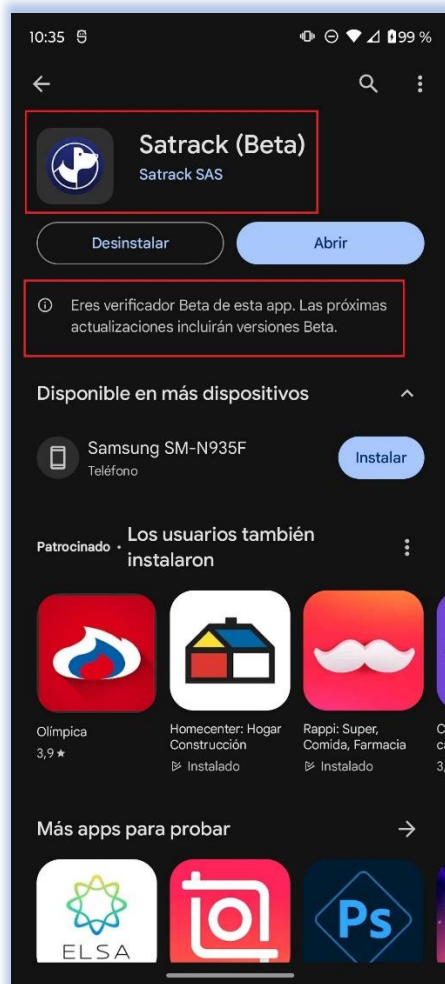 10:35
99 %
Satrack (Beta)
Satrack SAS
Desinstalar
Abrir
Eres verificador Beta de esta app. Las próximas
actualizaciones incluirán versiones Beta.
Disponible en más dispositivos
Samsung SM-N935F
Teléfono
Instalar
Patrocinado · Los usuarios también
instalaron
Olímpica
3,9 ★
Homecenter: Hogar
Construcción
Instalado
Rappi: Super,
Comida, Farmacia
Instalado
C
ca
3,
Más apps para probar
ELSA
Ps